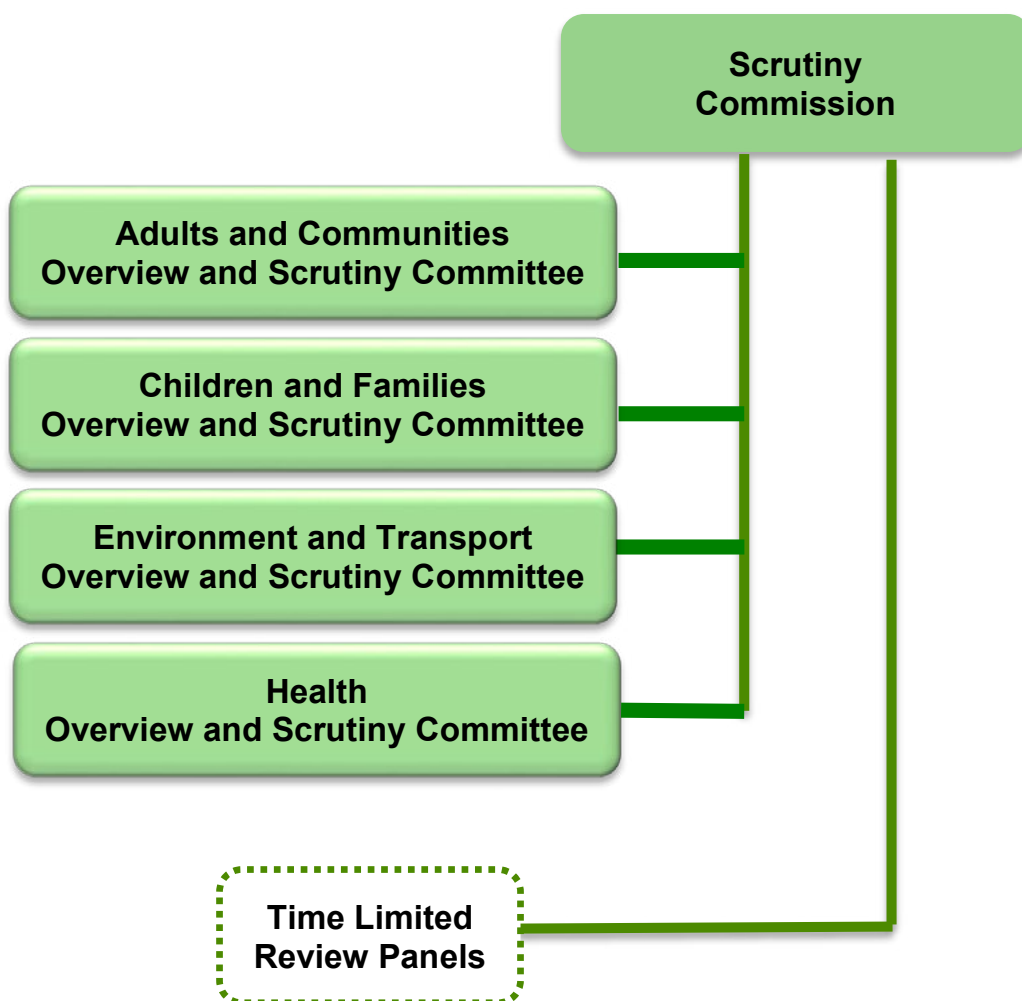 Scrutiny
Commission
Adults and Communities
Overview and Scrutiny Committee
Children and Families
Overview and Scrutiny Committee
Environment and Transport
Overview and Scrutiny Committee
Health
Overview and Scrutiny Committee
Time Limited
Review Panels